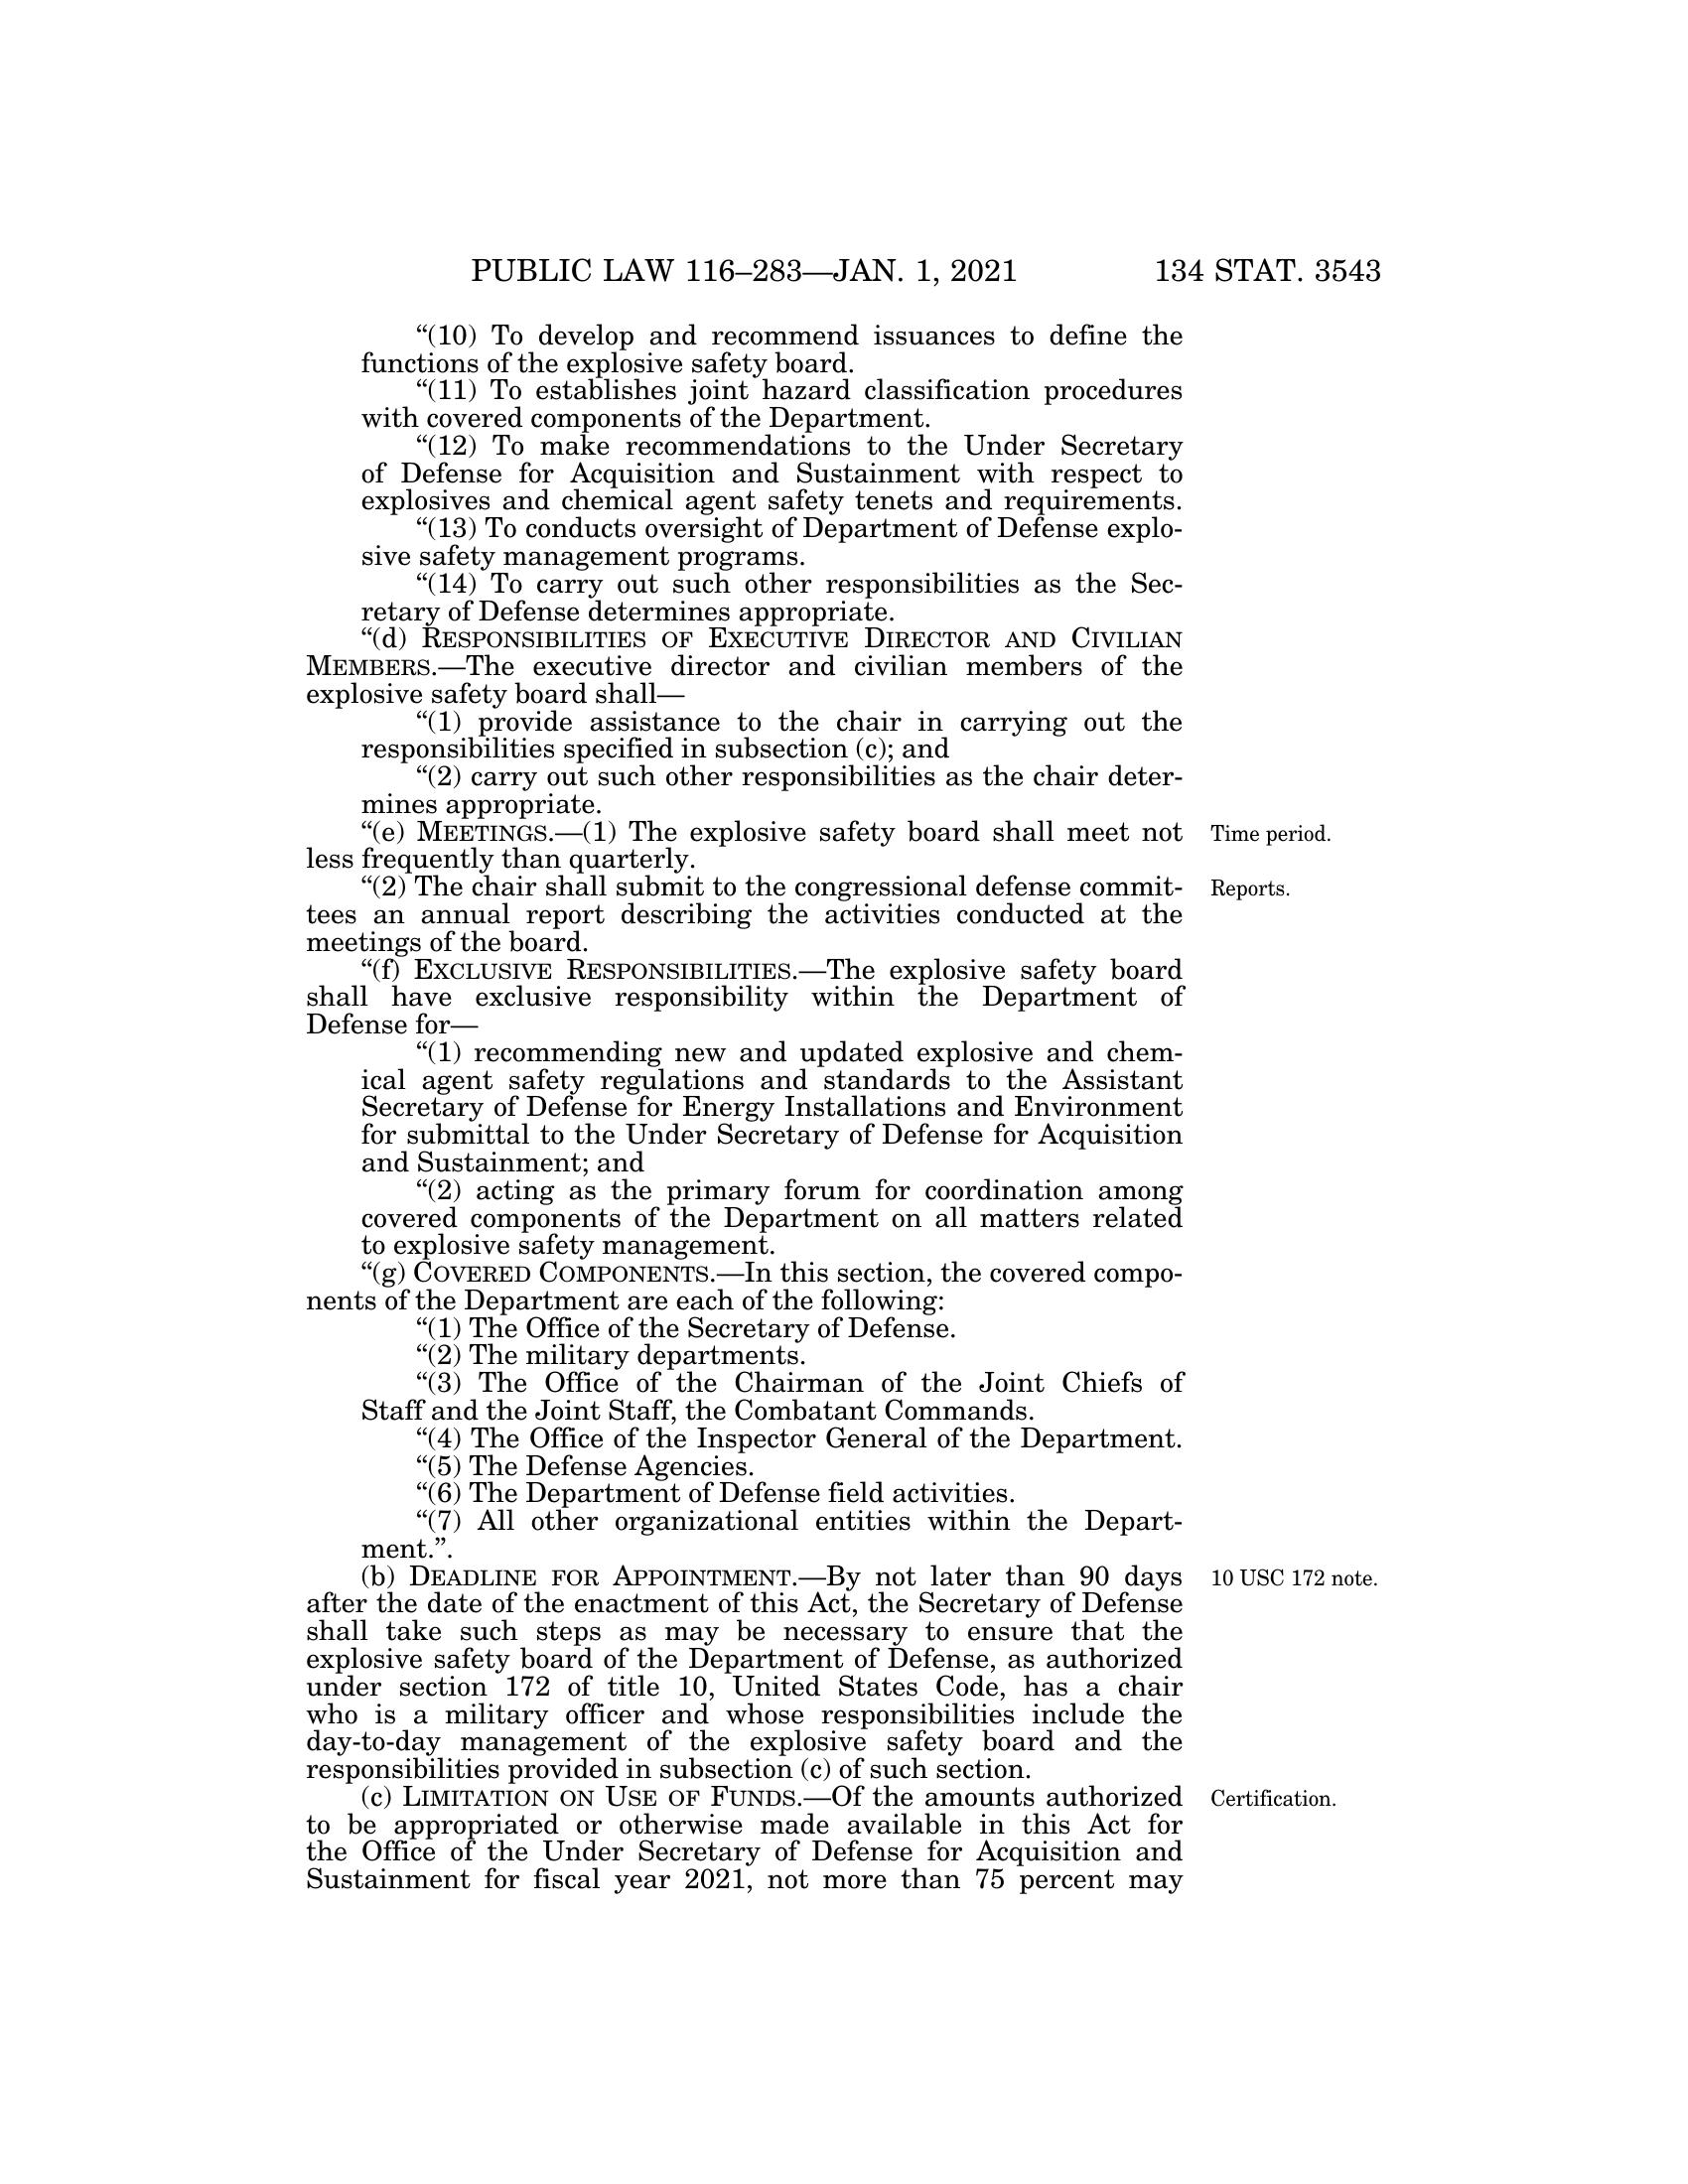 PUBLIC LAW 116–283—JAN. 1, 2021 134 STAT. 3543
“(10) To develop and recommend issuances to define the
functions of the explosive safety board.
“(11) To establishes joint hazard classification procedures
with covered components of the Department.
“(12) To make recommendations to the Under Secretary
of Defense for Acquisition and Sustainment with respect to
explosives and chemical agent safety tenets and requirements.
“(13) To conducts oversight of Department of Defense explo-
sive safety management programs.
“(14) To carry out such other responsibilities as the Sec-
retary of Defense determines appropriate.
“(d) RESPONSIBILITIES OF EXECUTIVE DIRECTOR AND CIVILIAN
MEMBERS.—The executive director and civilian members of the
explosive safety board shall—
“(1) provide assistance to the chair in carrying out the
responsibilities specified in subsection (c); and
“(2) carry out such other responsibilities as the chair deter-
mines appropriate.
“(e) MEETINGS.—(1) The explosive safety board shall meet not
less frequently than quarterly.
Time period.
“(2) The chair shall submit to the congressional defense commit-
tees an annual report describing the activities conducted at the
meetings of the board.
Reports.
“(f) EXCLUSIVE RESPONSIBILITIES.—The explosive safety board
shall have exclusive responsibility within the Department of
Defense for—
“(1) recommending new and updated explosive and chem-
ical agent safety regulations and standards to the Assistant
Secretary of Defense for Energy Installations and Environment
for submittal to the Under Secretary of Defense for Acquisition
and Sustainment; and
“(2) acting as the primary forum for coordination among
covered components of the Department on all matters related
to explosive safety management.
“(g) COVERED COMPONENTS.—In this section, the covered compo-
nents of the Department are each of the following:
“(1) The Office of the Secretary of Defense.
“(2) The military departments.
“(3) The Office of the Chairman of the Joint Chiefs of
Staff and the Joint Staff, the Combatant Commands.
“(4) The Office of the Inspector General of the Department.
“(5) The Defense Agencies.
“(6) The Department of Defense field activities.
“(7) All other organizational entities within the Depart-
ment.”.
(b) DEADLINE FOR APPOINTMENT.—By not later than 90 days
after the date of the enactment of this Act, the Secretary of Defense
shall take such steps as may be necessary to ensure that the
explosive safety board of the Department of Defense, as authorized
under section 172 of title 10, United States Code, has a chair
who is a military officer and whose responsibilities include the
day-to-day management of the explosive safety board and the
responsibilities provided in subsection (c) of such section.
10 USC 172 note.
(c) LIMITATION ON USE OF FUNDS.—Of the amounts authorized
to be appropriated or otherwise made available in this Act for
the Office of the Under Secretary of Defense for Acquisition and
Sustainment for fiscal year 2021, not more than 75 percent may
Certification.